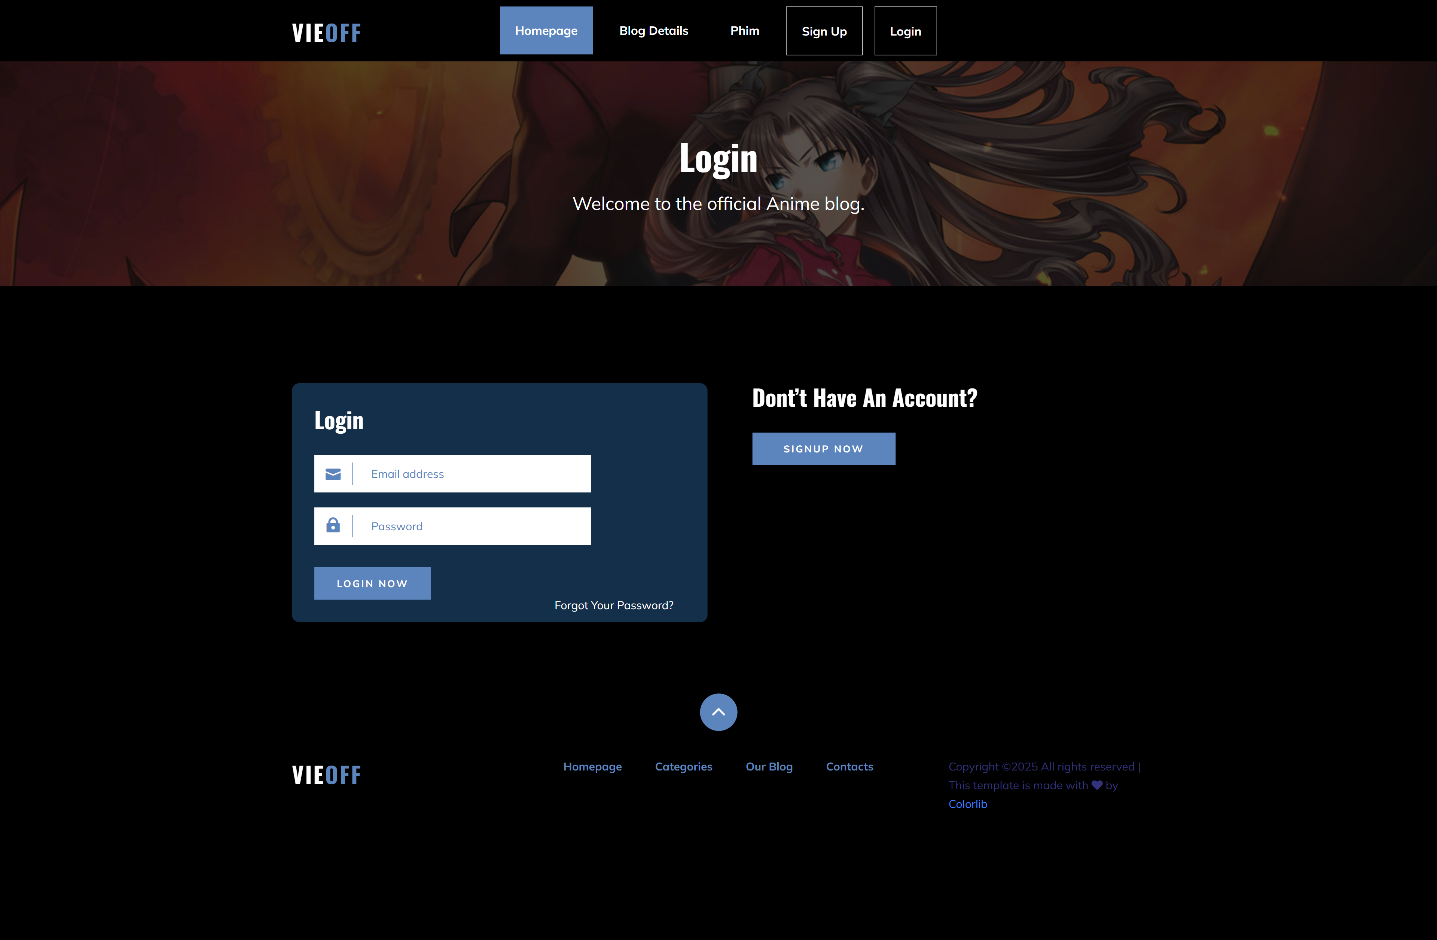 VIEOFF
Homepage
Blog Details
Phim
Sign Up
Login
Login
Welcome to the official Anime blog.
Login
Email address
Password
LOGIN NOW
Forgot Your Password?
Dont’t Have An Account?
SIGNUP NOW
VIEOFF
Homepage
Categories
Our Blog
Contacts
Copyright ©2025 All rights reserved |
This template is made with ♥ by
Colorlib